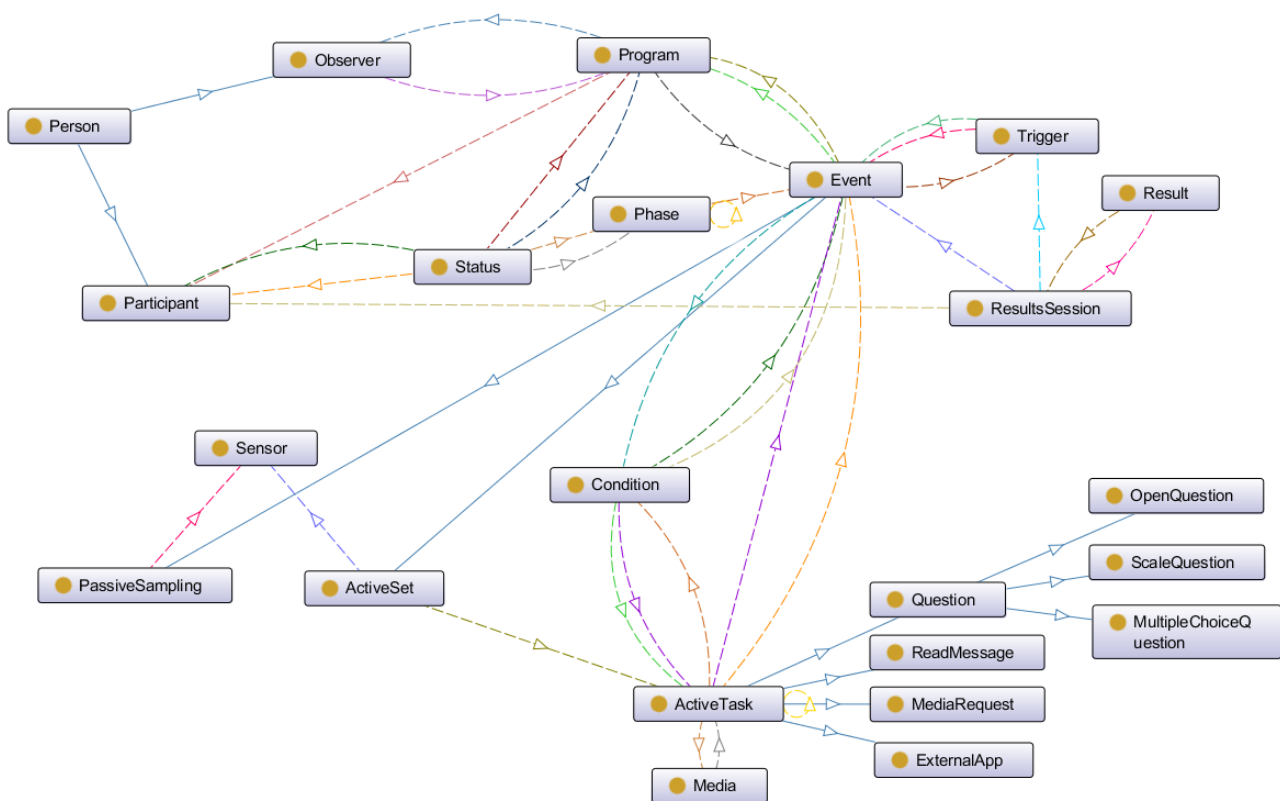 Program
Observer
Person
Trigger
Event
Result
Phase
Status
Participant
ResultsSession
Sensor
Condition
OpenQuestion
ScaleQuestion
PassiveSampling
ActiveSet
Question
MultipleChoiceQ
uestion
ReadMessage
ActiveTask
MediaRequest
ExternalApp
Media